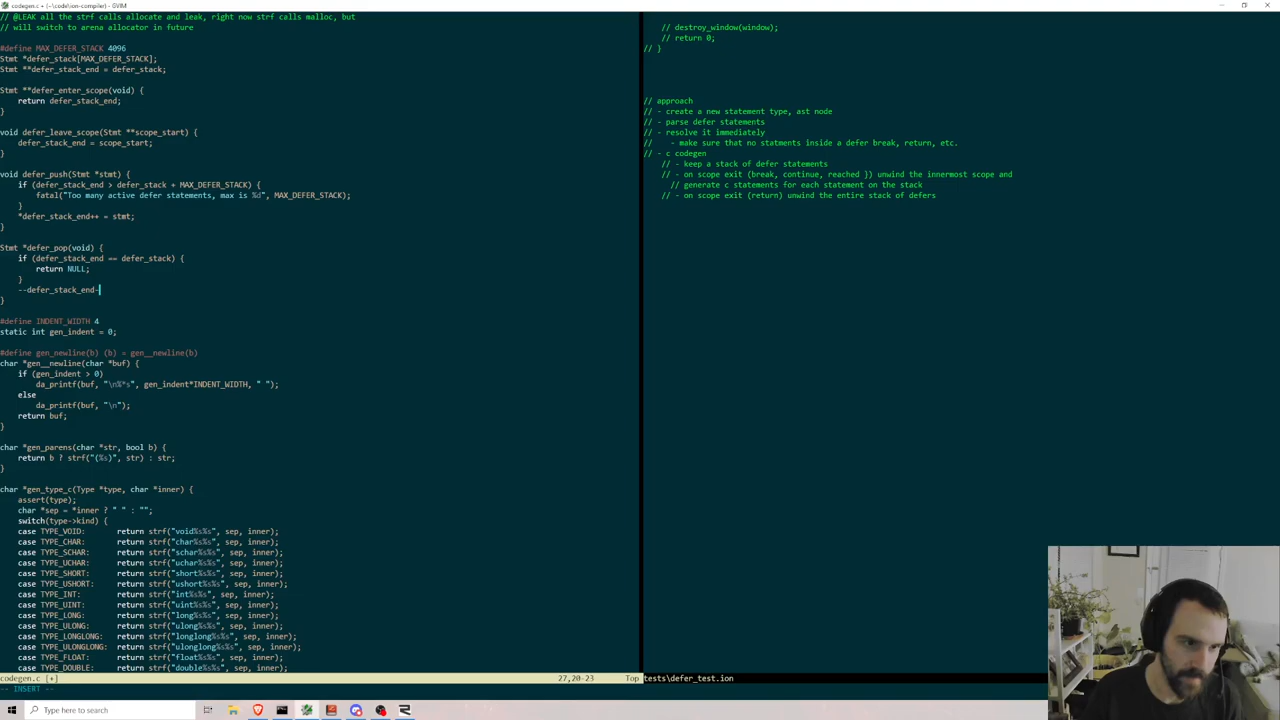 codegen.c + (~\code\ion-compiler) - GVIM
// @LEAK all the strf calls allocate and leak, right now strf calls malloc, but
// will switch to arena allocator in future
#define MAX_DEFER_STACK 4096
Stmt *defer_stack[MAX_DEFER_STACK];
Stmt **defer_stack_end = defer_stack;
Stmt **defer_enter_scope(void) {
return defer_stack_end;
}
void defer_leave_scope(Stmt **scope_start) {
defer_stack_end = scope_start;
}
void defer_push(Stmt *stmt) {
if (defer_stack_end > defer_stack + MAX_DEFER_STACK) {
fatal("Too many active defer statements, max is %d", MAX_DEFER_STACK);
}
*defer_stack_end++ = stmt;
}
Stmt *defer_pop(void) {
if (defer_stack_end == defer_stack) {
return NULL;
}
--defer_stack_end-
}
#define INDENT_WIDTH 4
static int gen_indent = 0;
#define gen_newline(b) (b) = gen__newline(b)
char *gen__newline(char *buf) {
if (gen_indent > 0)
da_printf(buf, "\n%*s", gen_indent*INDENT_WIDTH, " ");
else
da_printf(buf, "\n");
return buf;
}
char *gen_parens(char *str, bool b) {
return b ? strf("(%s)", str) : str;
}
char *gen_type_c(Type *type, char *inner) {
assert(type);
char *sep = *inner ? " " : "";
switch(type->kind) {
case TYPE_VOID: return strf("void%s%s", sep, inner);
case TYPE_CHAR: return strf("char%s%s", sep, inner);
case TYPE_SCHAR: return strf("schar%s%s", sep, inner);
case TYPE_UCHAR: return strf("uchar%s%s", sep, inner);
case TYPE_SHORT: return strf("short%s%s", sep, inner);
case TYPE_USHORT: return strf("ushort%s%s", sep, inner);
case TYPE_INT: return strf("int%s%s", sep, inner);
case TYPE_UINT: return strf("uint%s%s", sep, inner);
case TYPE_LONG: return strf("long%s%s", sep, inner);
case TYPE_ULONG: return strf("ulong%s%s", sep, inner);
case TYPE_LONGLONG: return strf("longlong%s%s", sep, inner);
case TYPE_ULONGLONG: return strf("ulonglong%s%s", sep, inner);
case TYPE_FLOAT: return strf("float%s%s", sep, inner);
case TYPE_DOUBLE: return strf("double%s%s", sep, inner);
codegen.c [+] 27,20-23 Top
-- INSERT --
// destroy_window(window);
// return 0;
// }
// approach
// - create a new statement type, ast node
// - parse defer statements
// - resolve it immediately
// - make sure that no statments inside a defer break, return, etc.
// - c codegen
// - keep a stack of defer statements
// - on scope exit (break, continue, reached }) unwind the innermost scope and
// generate c statements for each statement on the stack
// - on scope exit (return) unwind the entire stack of defers
tests\defer_test.ion
Type here to search